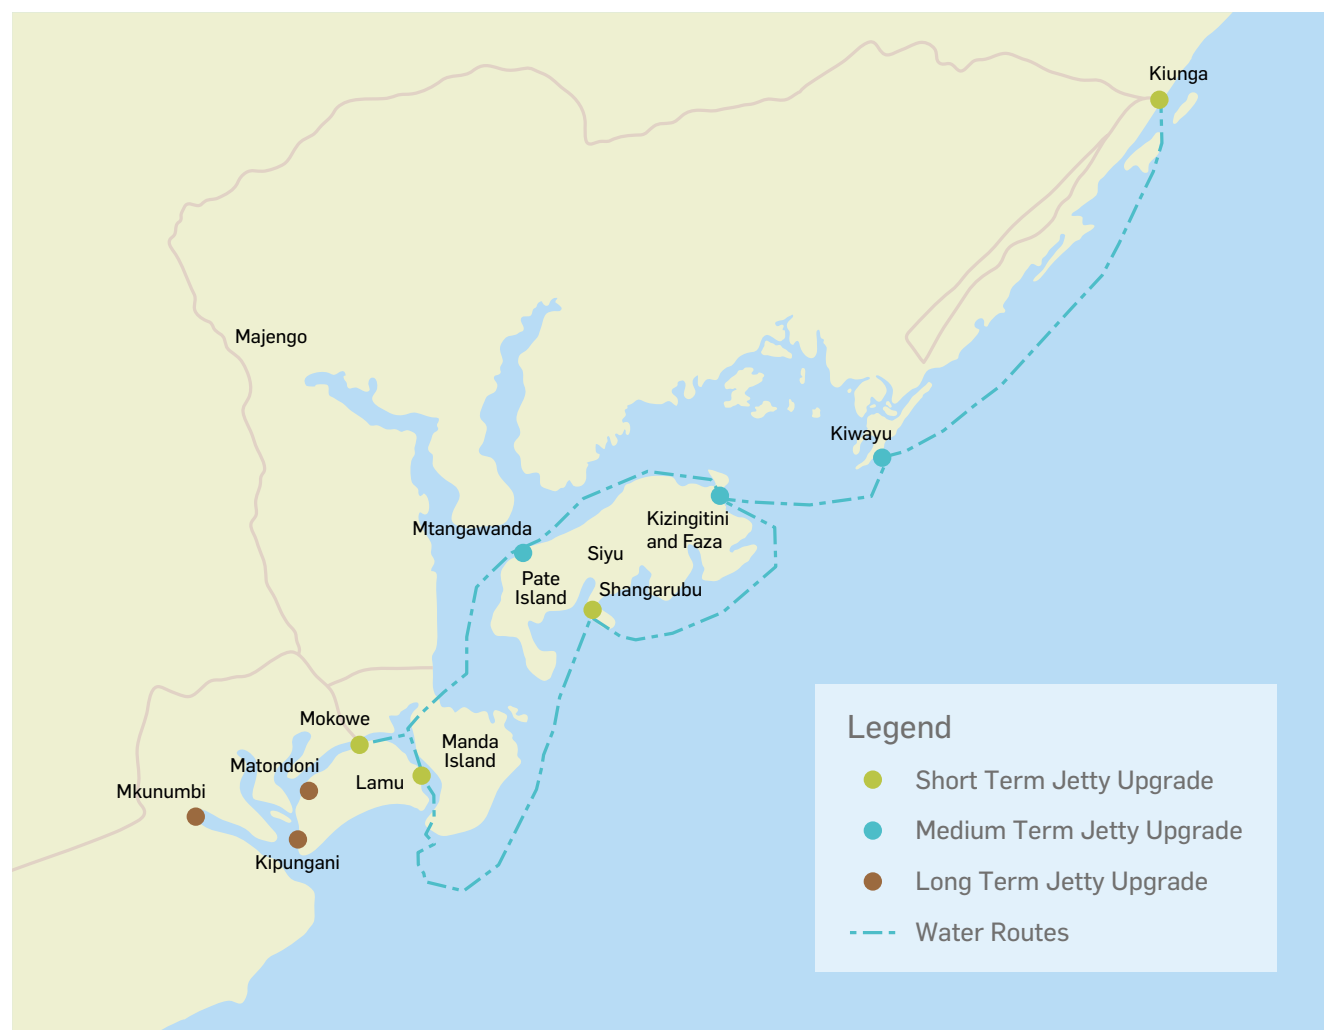 Kiunga
Majengo
Kiwayu
Mtangawanda
Kizingitini
and Faza
Siyu
Pate
Island
Shangarubu
Mokowe
Manda
Island
Matondoni
Lamu
Mkunumbi
Kipungani
Legend
Short Term Jetty Upgrade
Medium Term Jetty Upgrade
Long Term Jetty Upgrade
Water Routes